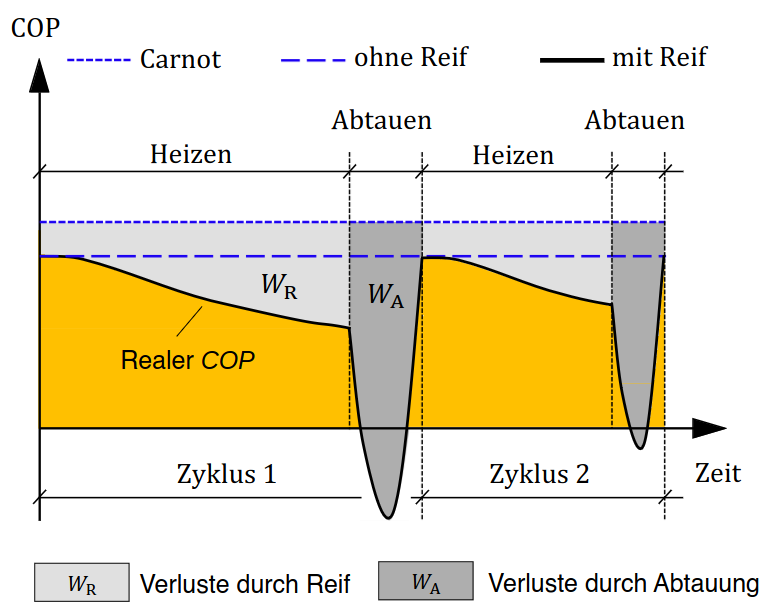 COP
Carnot
ohne Reif
mit Reif
Abtauen
Abtauen
Heizen
Heizen
W_R
W_A
Realer COP
Zyklus 1
Zyklus 2
Zeit
W_R Verluste durch Reif
W_A Verluste durch Abtauung